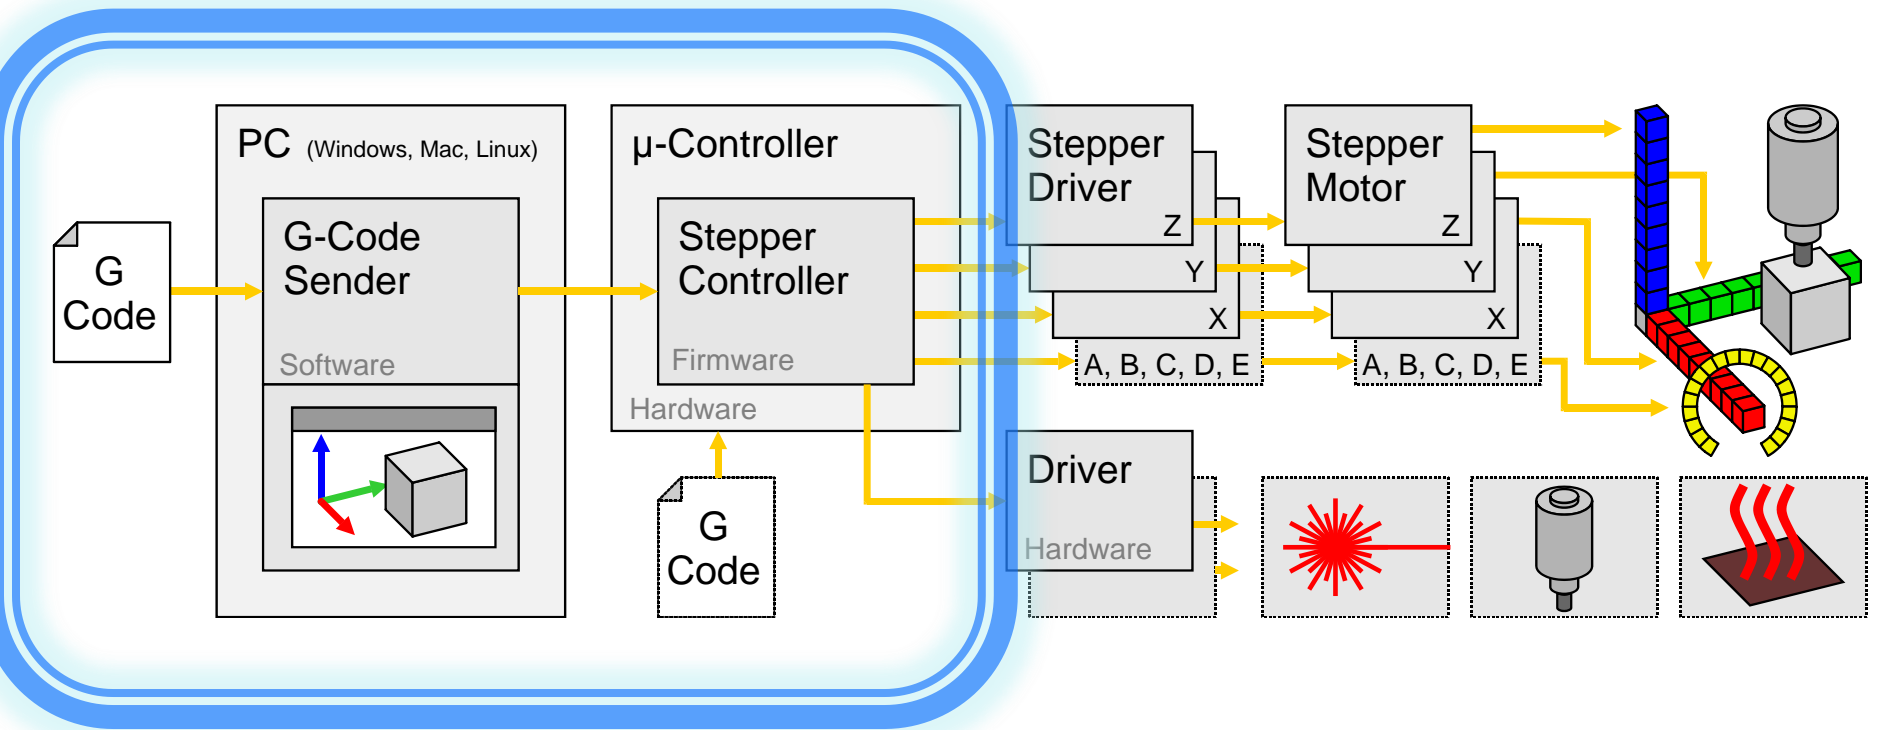 G
Code
PC (Windows, Mac, Linux)
G-Code
Sender
Software
µ-Controller
Stepper
Controller
Firmware
Hardware
G
Code
Stepper
Driver
Z
Y
X
A, B, C, D, E
Stepper
Motor
Z
Y
X
A, B, C, D, E
Driver
Hardware